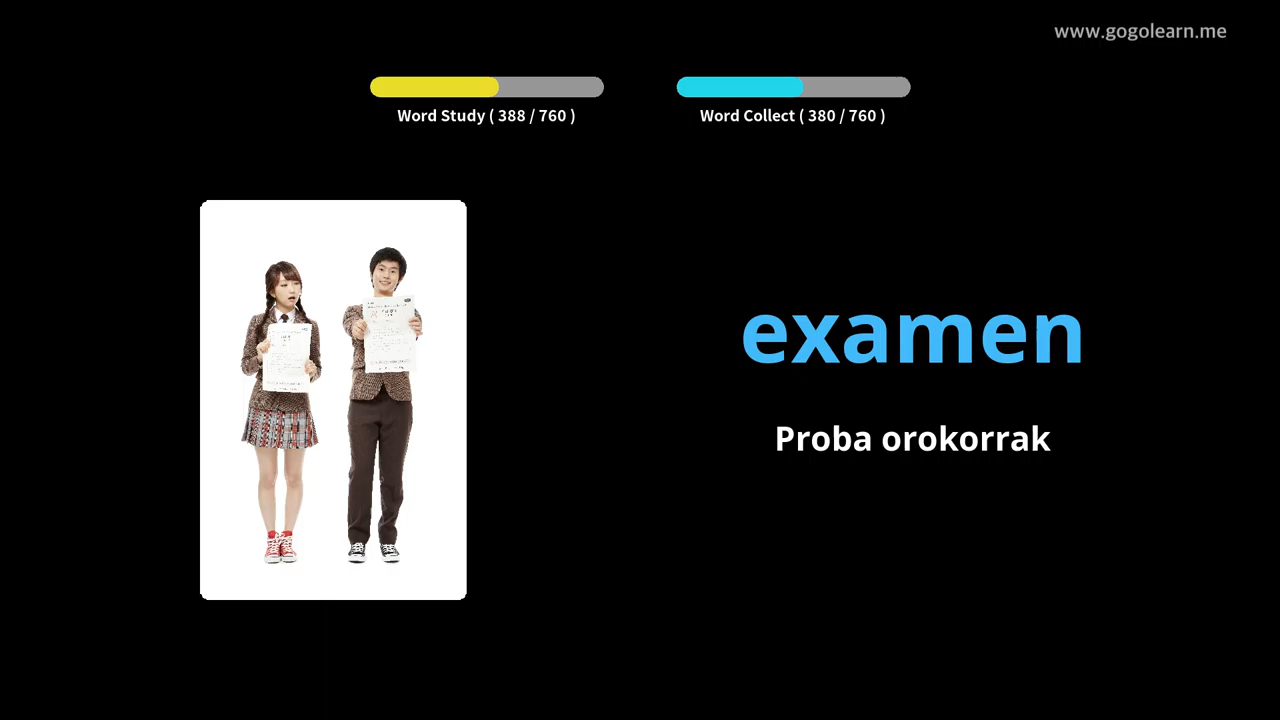 www.gogolearn.me
Word Study ( 388 / 760 )
Word Collect ( 380 / 760 )
examen
Proba orokorrak